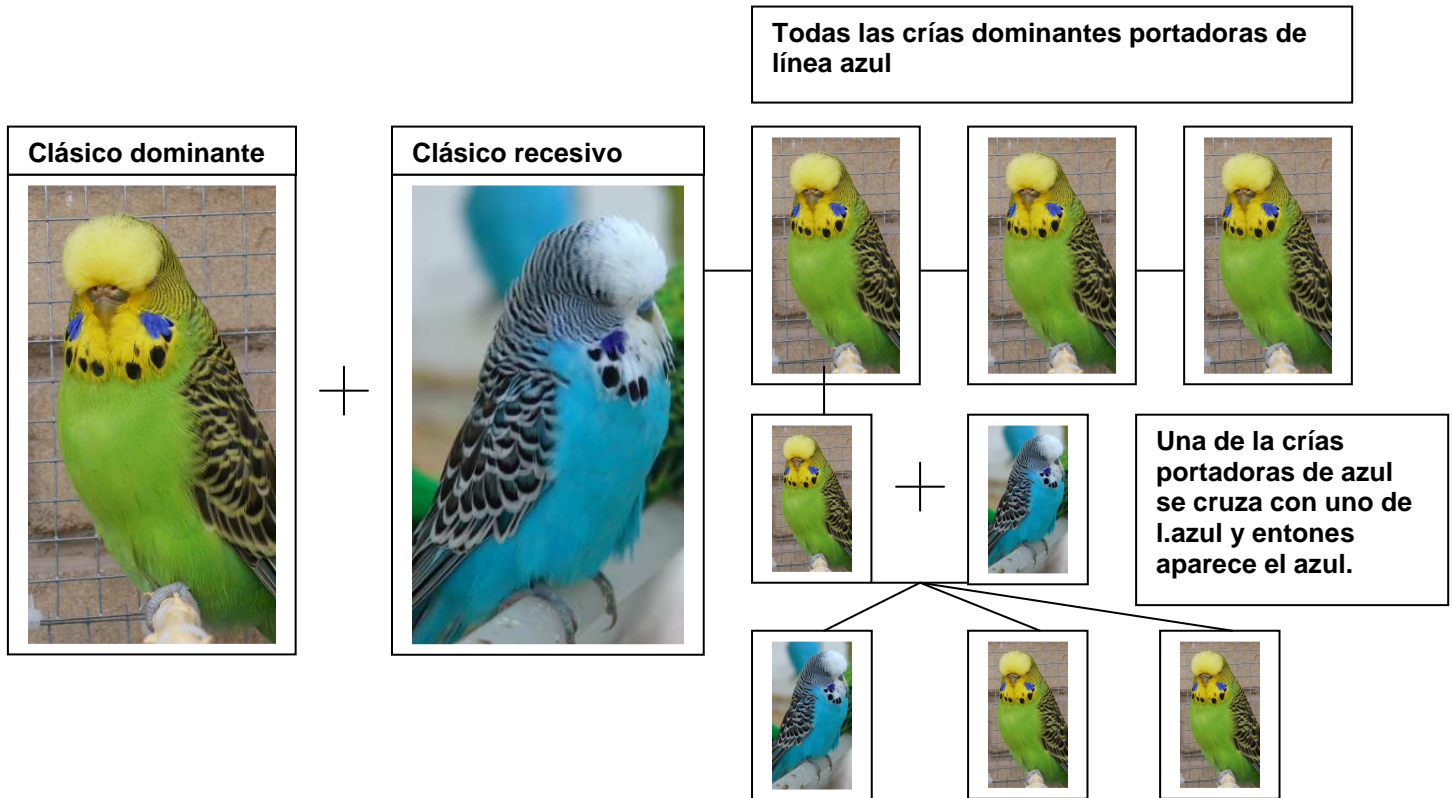 Todas las crías dominantes portadoras de
línea azul
Clásico dominante
Clásico recesivo
Una de la crías
portadoras de azul
se cruza con uno de
l.azul y entones
aparece el azul.